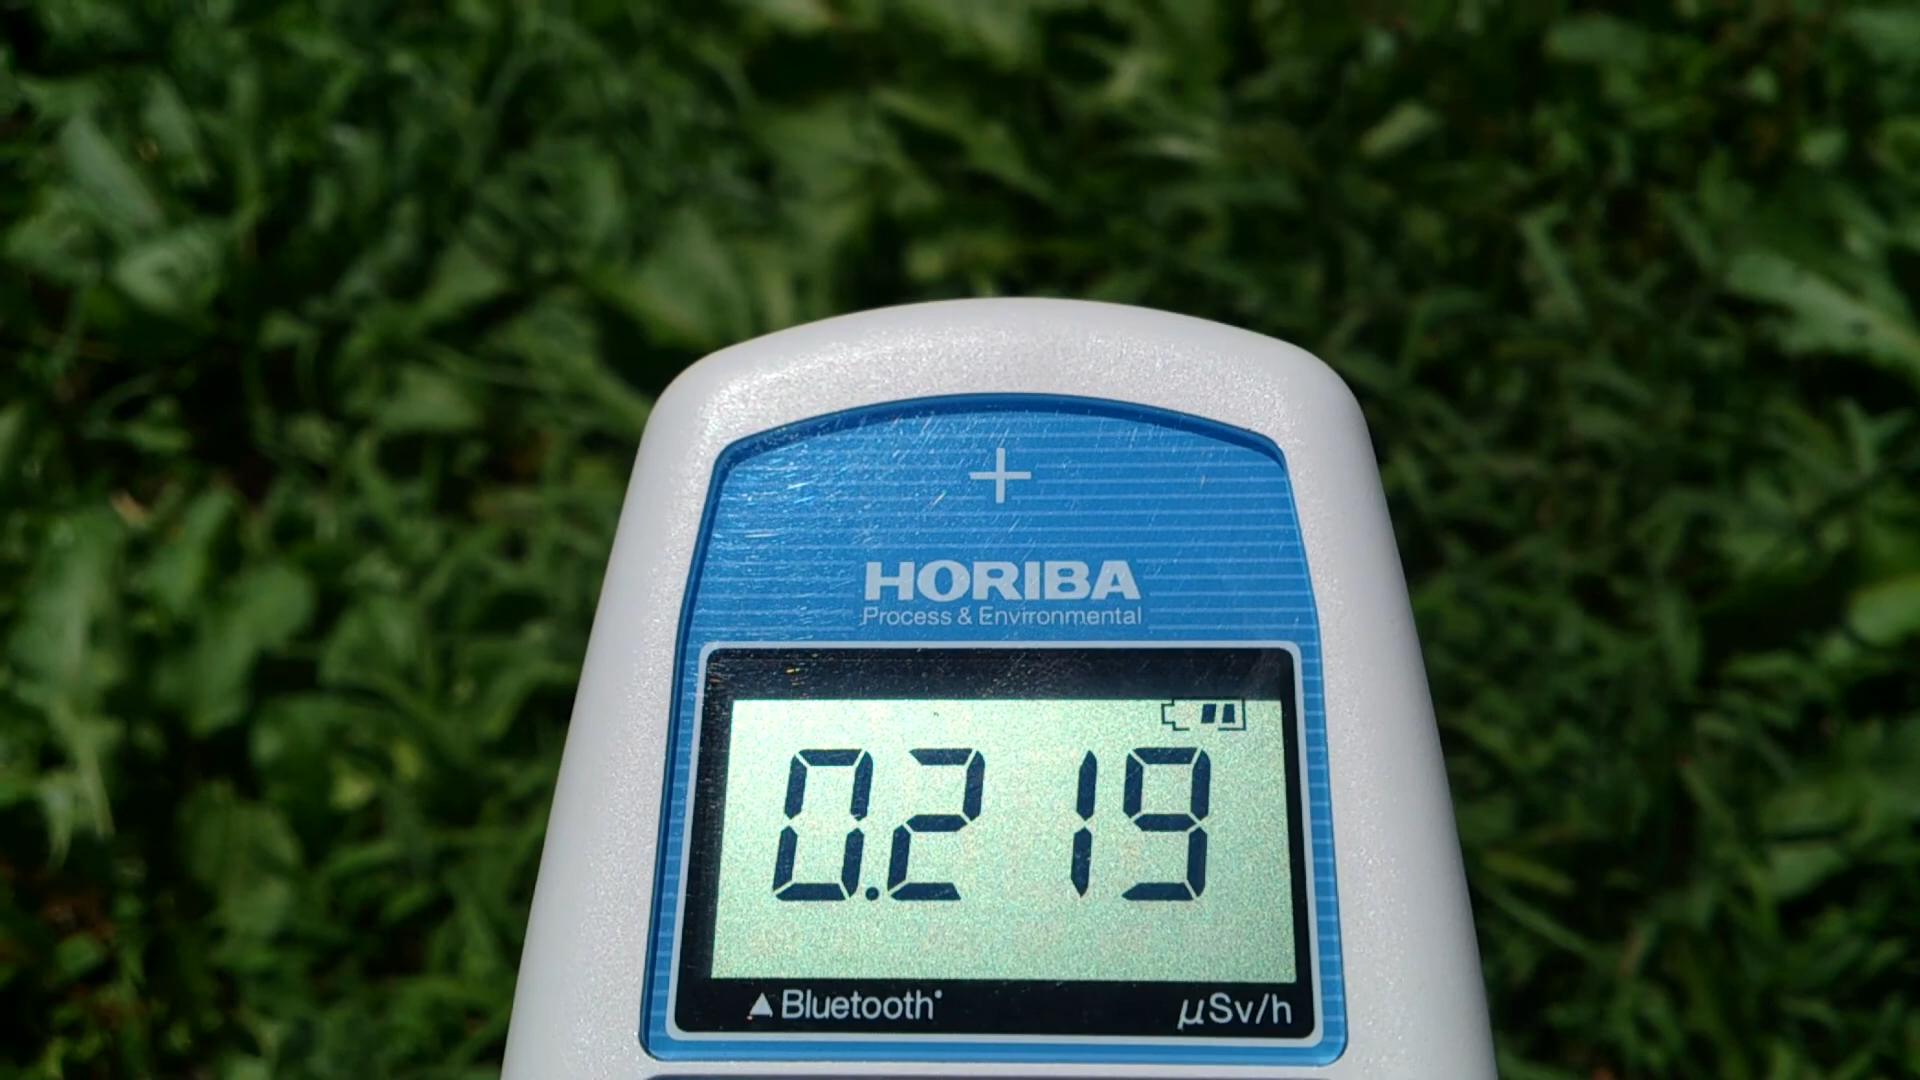 HORIBA
Process & Environmental
0.219
▲Bluetooth
μSv/h